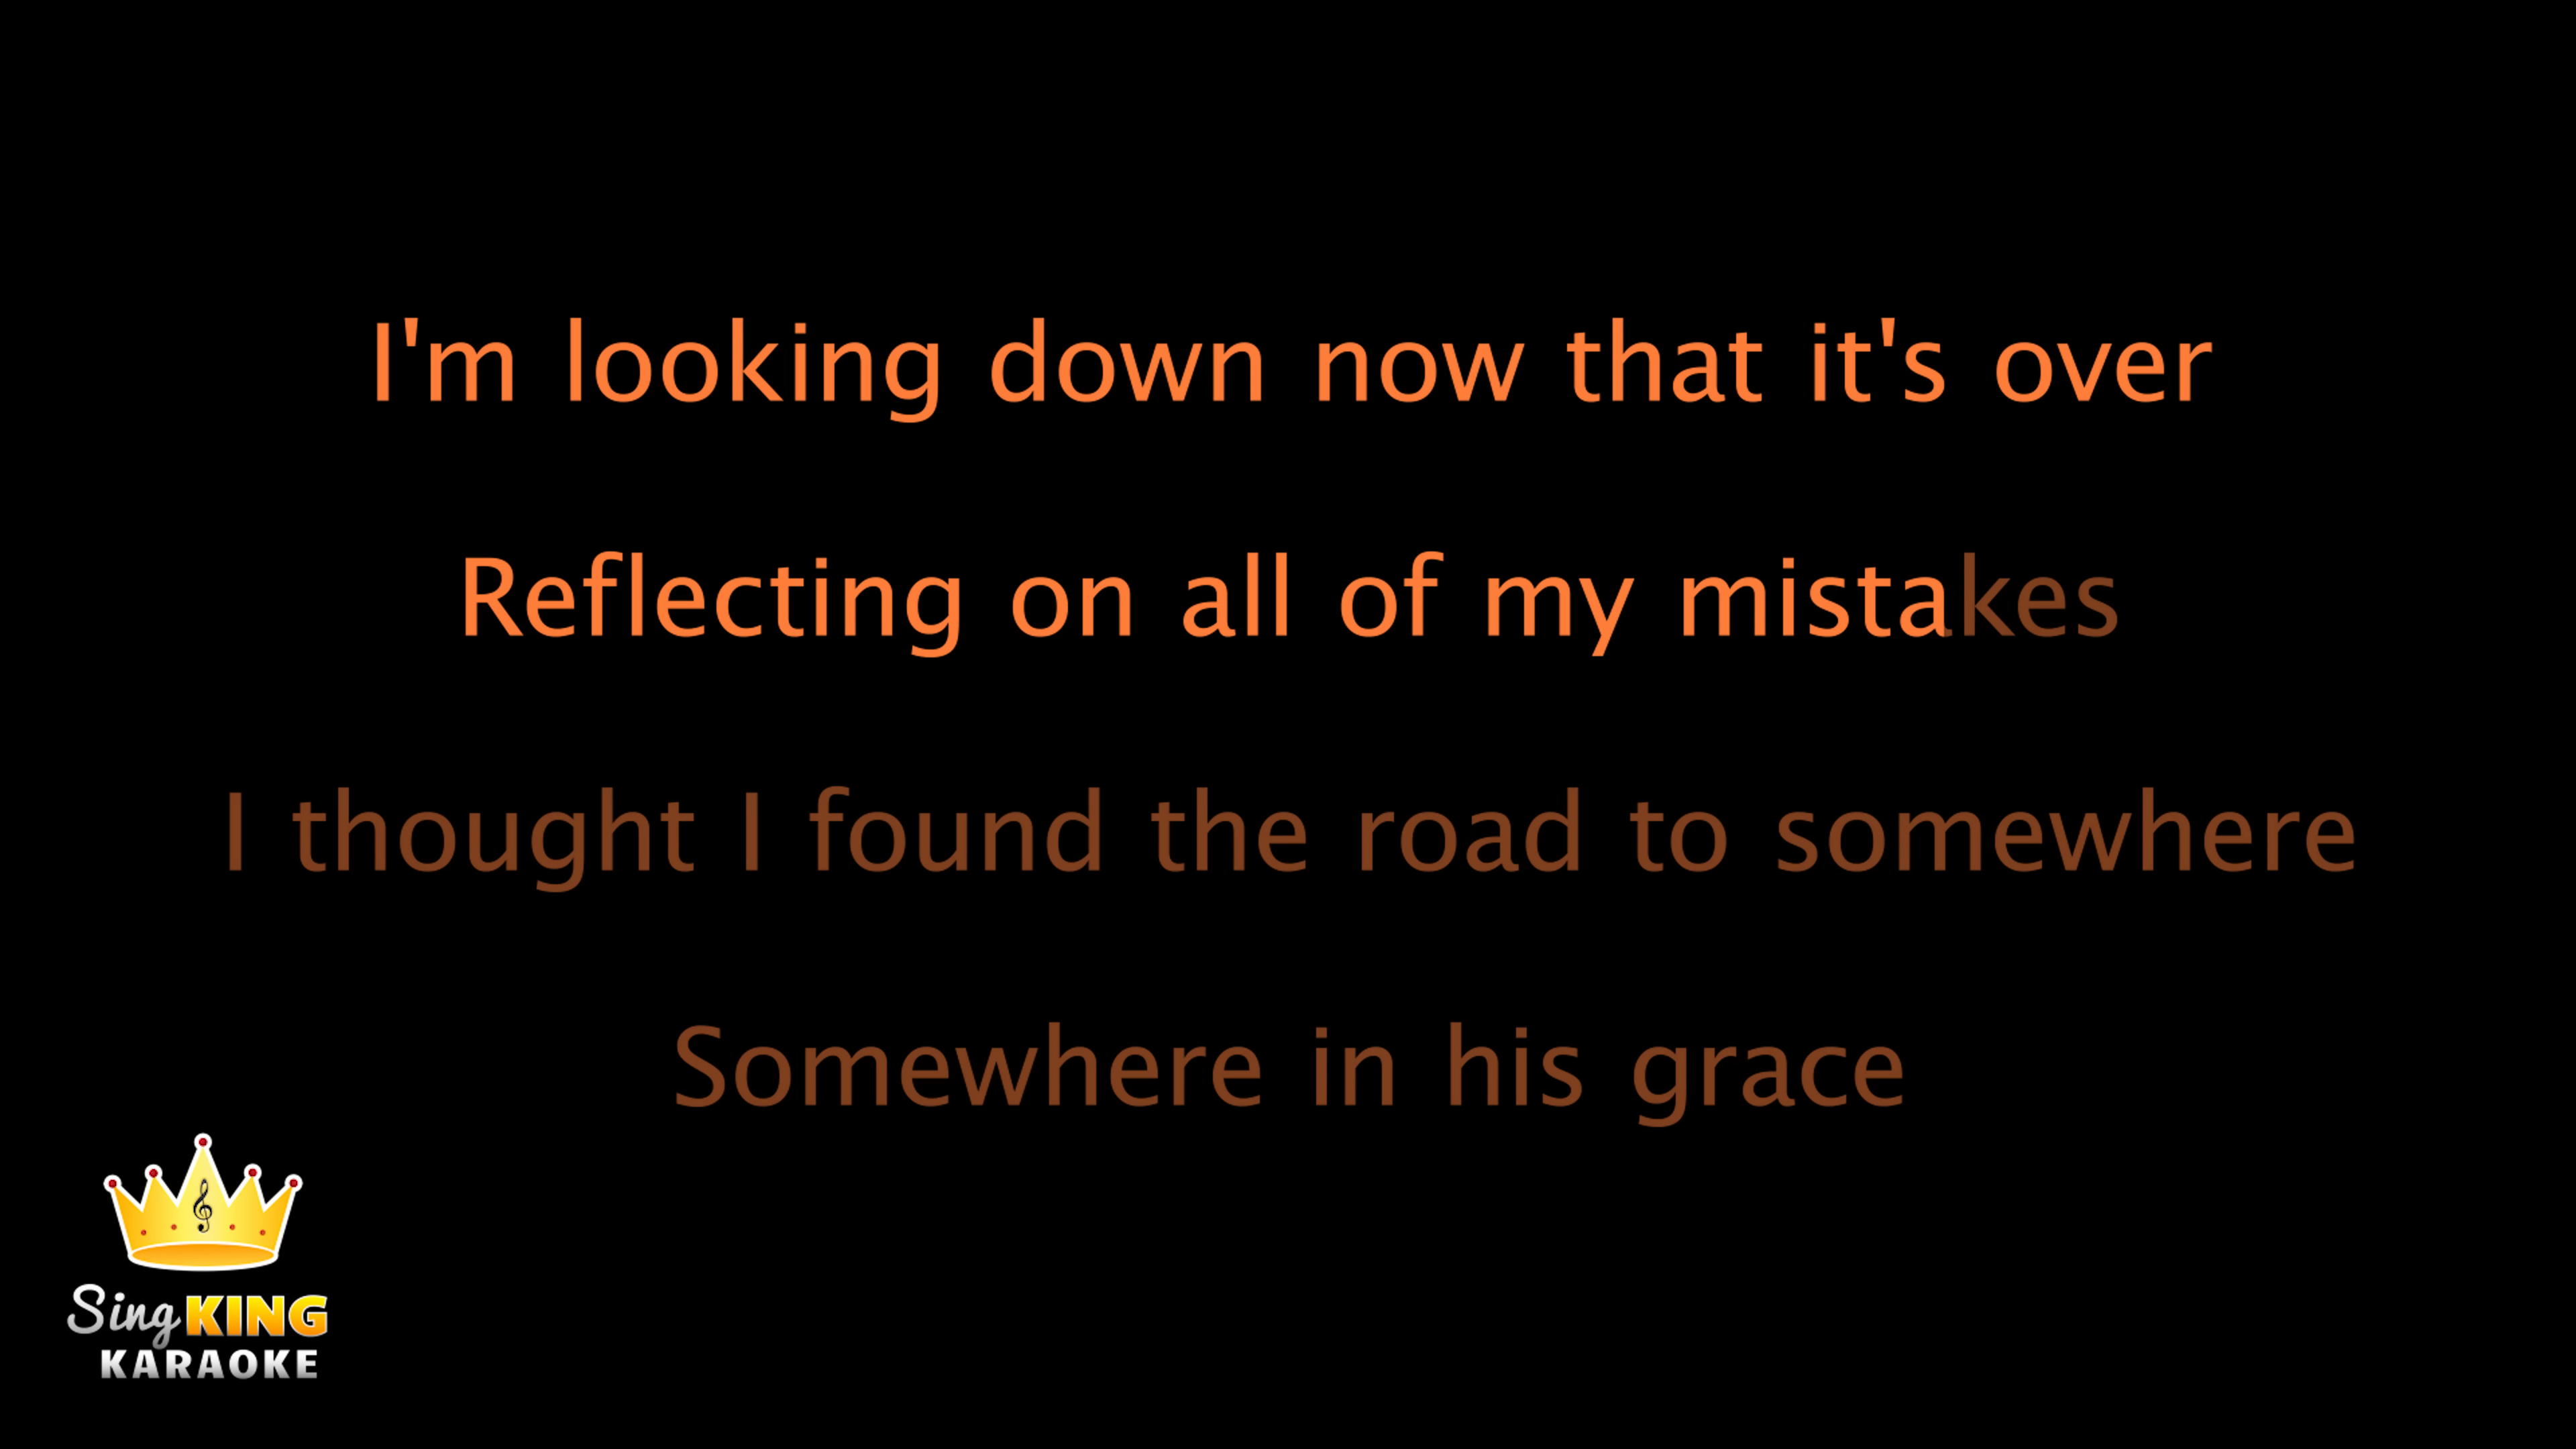 I'm looking down now that it's over
Reflecting on all of my mistakes
I thought I found the road to somewhere
Somewhere in his grace
Sing KING
KARAOKE